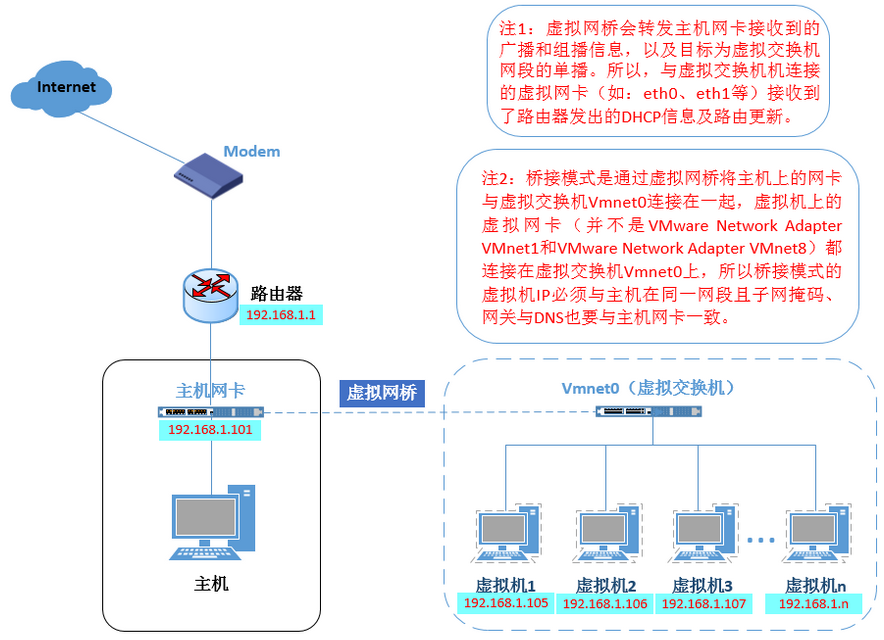 注1：虚拟网桥会转发主机网卡接收到的
广播和组播信息，以及目标为虚拟交换机
网段的单播。所以，与虚拟交换机机连接
的虚拟网卡（如：eth0、eth1等）接收到
了路由器发出的DHCP信息及路由更新。
Internet
Modem
注2：桥接模式是通过虚拟网桥将主机上的网卡
与虚拟交换机Vmnet0连接在一起，虚拟机上的
虚拟网卡（并不是VMware Network Adapter
VMnet1和VMware Network Adapter VMnet8）都
连接在虚拟交换机Vmnet0上，所以桥接模式的
虚拟机IP必须与主机在同一网段且子网掩码、
网关与DNS也要与主机网卡一致。
路由器
192.168.1.1
主机网卡
192.168.1.101
虚拟网桥
Vmnet0（虚拟交换机）
主机
虚拟机1
192.168.1.105
虚拟机2
192.168.1.106
虚拟机3
192.168.1.107
虚拟机n
192.168.1.n